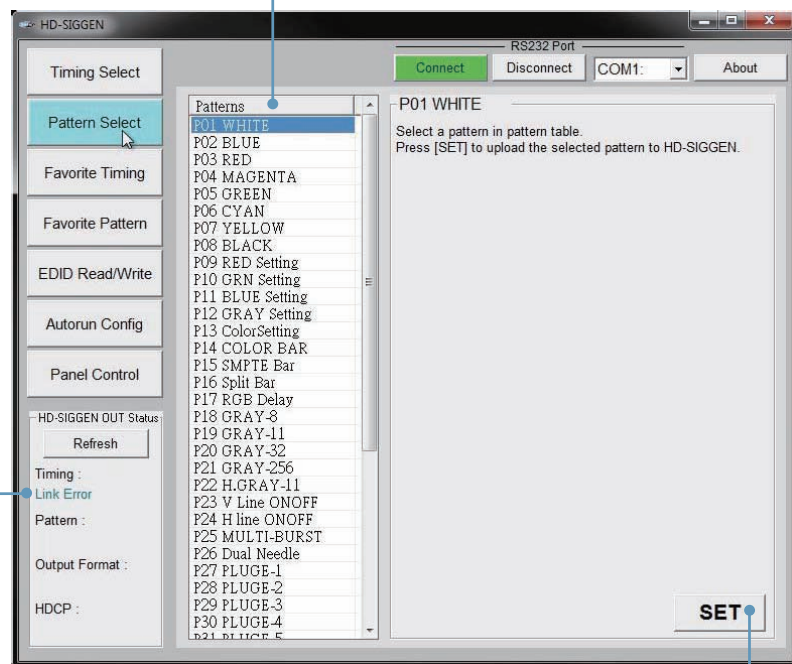 HD-SIGGEN
RS232 Port
Connect
Disconnect
COM1:
About
Timing Select
Pattern Select
Favorite Timing
Favorite Pattern
EDID Read/Write
Autorun Config
Panel Control
HD-SIGGEN OUT Status
Refresh
Timing :
Link Error
Pattern :
Output Format :
HDCP :
Patterns
P01 WHITE
P02 BLUE
P03 RED
P04 MAGENTA
P05 GREEN
P06 CYAN
P07 YELLOW
P08 BLACK
P09 RED Setting
P10 GRN Setting
P11 BLUE Setting
P12 GRAY Setting
P13 ColorSetting
P14 COLOR BAR
P15 SMPTE Bar
P16 Split Bar
P17 RGB Delay
P18 GRAY-8
P19 GRAY-11
P20 GRAY-32
P21 GRAY-256
P22 H.GRAY-11
P23 V Line ONOFF
P24 H line ONOFF
P25 MULTI-BURST
P26 Dual Needle
P27 PLUGE-1
P28 PLUGE-2
P29 PLUGE-3
P30 PLUGE-4
P31 PLUGE-5
P01 WHITE
Select a pattern in pattern table.
Press [SET] to upload the selected pattern to HD-SIGGEN.
SET